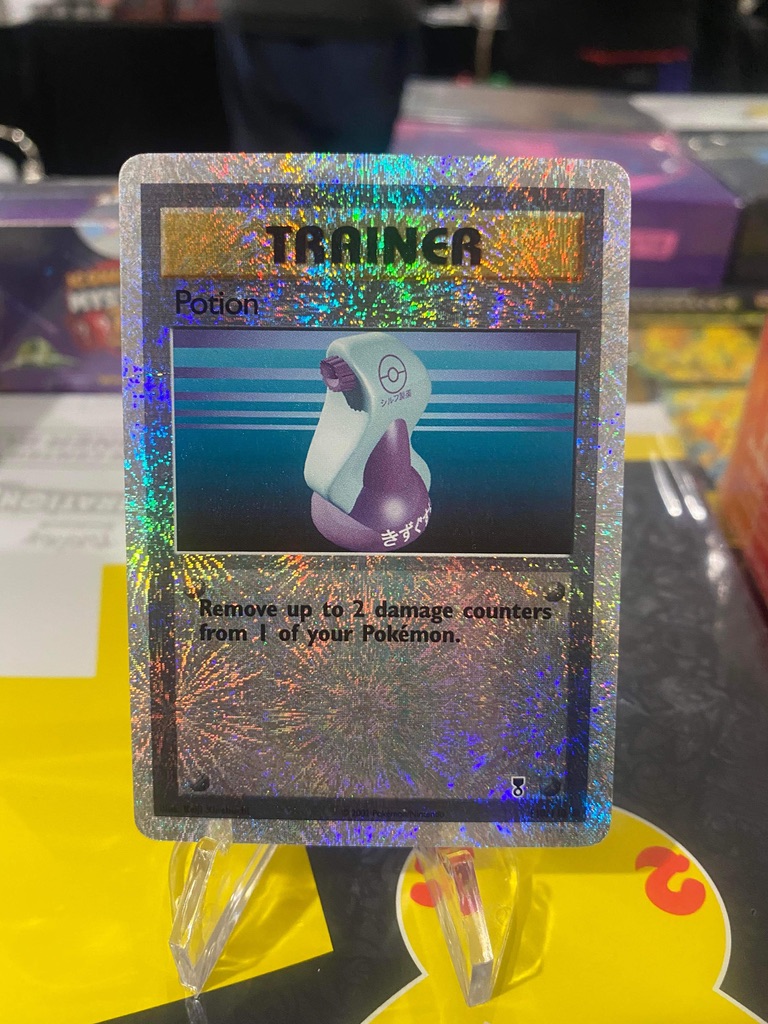 TRAINER
Potion
シルフ製薬
きずぐす
Remove up to 2 damage counters
from 1 of your Pokémon.